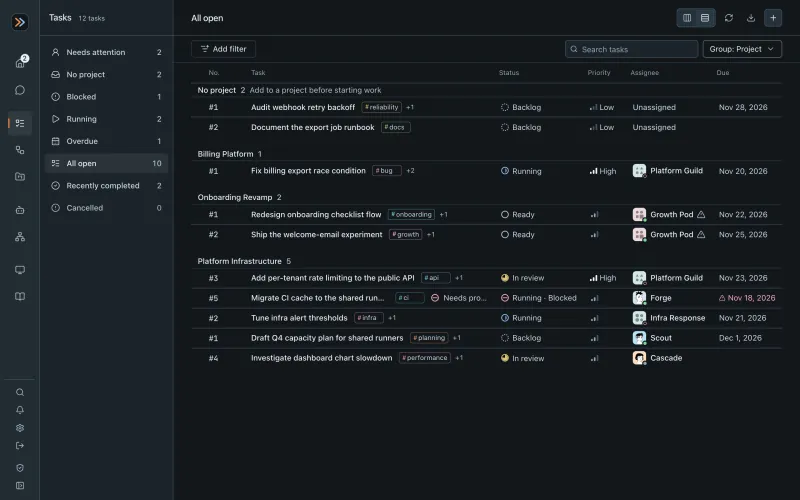 2
Tasks 12 tasks
Needs attention 2
No project 2
Blocked 1
Running 2
Overdue 1
All open 10
Recently completed 2
Cancelled 0
All open
Add filter
Search tasks
Group: Project
No. Task Status Priority Assignee Due
No project 2 Add to a project before starting work
#1 Audit webhook retry backoff #reliability +1 Backlog Low Unassigned Nov 28, 2026
#2 Document the export job runbook #docs Backlog Low Unassigned
Billing Platform 1
#1 Fix billing export race condition #bug +2 Running High Platform Guild Nov 20, 2026
Onboarding Revamp 2
#1 Redesign onboarding checklist flow #onboarding +1 Ready Growth Pod Nov 22, 2026
#2 Ship the welcome-email experiment #growth +1 Ready Growth Pod Nov 25, 2026
Platform Infrastructure 5
#3 Add per-tenant rate limiting to the public API #api +1 In review High Platform Guild Nov 23, 2026
#5 Migrate CI cache to the shared run... #ci Needs pro... Running · Blocked Forge Nov 18, 2026
#2 Tune infra alert thresholds #infra +1 Running Infra Response Nov 21, 2026
#1 Draft Q4 capacity plan for shared runners #planning +1 Backlog Scout Dec 1, 2026
#4 Investigate dashboard chart slowdown #performance +1 In review Cascade